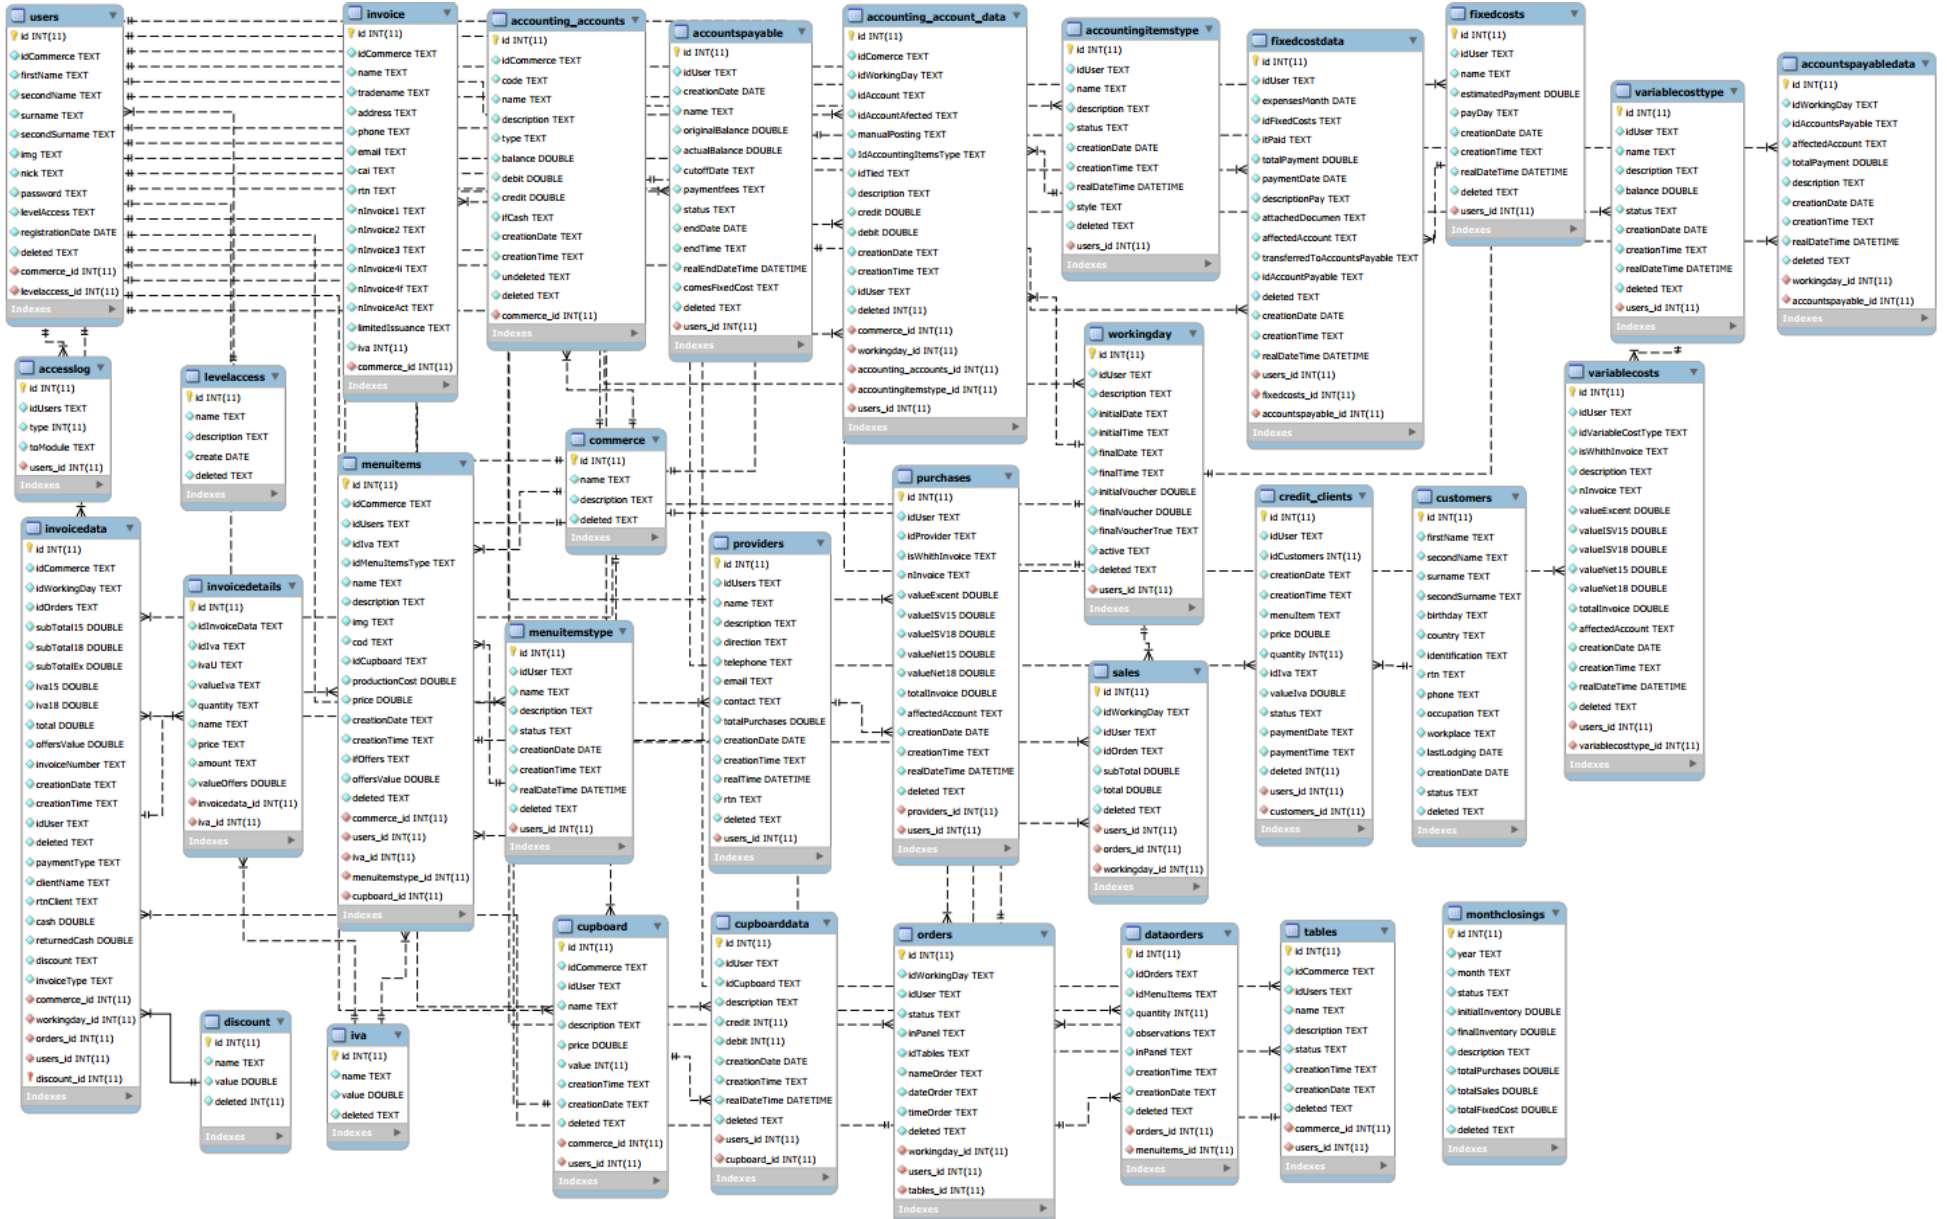 users
id INT(11)
idCommerce TEXT
firstName TEXT
secondName TEXT
surname TEXT
secondSurname TEXT
img TEXT
nick TEXT
password TEXT
levelAccess TEXT
registrationDate DATE
deleted TEXT
commerce_id INT(11)
levelaccess_id INT(11)
Indexes
invoice
id INT(11)
idCommerce TEXT
name TEXT
tradename TEXT
address TEXT
phone TEXT
email TEXT
cai TEXT
rtn TEXT
nInvoice1 TEXT
nInvoice2 TEXT
nInvoice3 TEXT
nInvoice4i TEXT
nInvoice4f TEXT
nInvoiceAct TEXT
limitedIssuance TEXT
iva INT(11)
commerce_id INT(11)
Indexes
accounting_accounts
id INT(11)
idCommerce TEXT
code TEXT
name TEXT
description TEXT
type TEXT
balance DOUBLE
debit DOUBLE
credit DOUBLE
ifCash TEXT
creationDate TEXT
creationTime TEXT
undeleted TEXT
deleted TEXT
commerce_id INT(11)
Indexes
accountspayable
id INT(11)
idUser TEXT
creationDate DATE
name TEXT
originalBalance DOUBLE
actualBalance DOUBLE
cutoffDate TEXT
paymentfees TEXT
status TEXT
endDate DATE
endTime TEXT
realEndDateTime DATETIME
comesFixedCost TEXT
deleted TEXT
users_id INT(11)
Indexes
accounting_account_data
id INT(11)
idComerce TEXT
idWorkingDay TEXT
idAccount TEXT
idAccountAfected TEXT
manualPosting TEXT
IdAccountingItemsType TEXT
idTied TEXT
description TEXT
credit DOUBLE
debit DOUBLE
creationDate TEXT
creationTime TEXT
idUser TEXT
deleted INT(11)
commerce_id INT(11)
workingday_id INT(11)
accounting_accounts_id INT(11)
accountingitemstype_id INT(11)
users_id INT(11)
Indexes
accountingitemstype
id INT(11)
idUser TEXT
name TEXT
description TEXT
status TEXT
creationDate DATE
creationTime TEXT
realDateTime DATETIME
style TEXT
deleted TEXT
users_id INT(11)
Indexes
fixedcostdata
id INT(11)
idUser TEXT
expensesMonth DATE
idFixedCosts TEXT
itPaid TEXT
totalPayment DOUBLE
paymentDate DATE
descriptionPay TEXT
attachedDocumen TEXT
affectedAccount TEXT
transferredToAccountsPayable TEXT
idAccountPayable TEXT
deleted TEXT
creationDate DATE
creationTime TEXT
realDateTime DATETIME
users_id INT(11)
fixedcosts_id INT(11)
accountspayable_id INT(11)
Indexes
fixedcosts
id INT(11)
idUser TEXT
name TEXT
estimatedPayment DOUBLE
payDay TEXT
creationDate DATE
creationTime TEXT
realDateTime DATETIME
deleted TEXT
users_id INT(11)
Indexes
variablecosttype
id INT(11)
idUser TEXT
name TEXT
description TEXT
balance DOUBLE
status TEXT
creationDate DATE
creationTime TEXT
realDateTime DATE
deleted TEXT
users_id INT(11)
Indexes
accountspayabledata
id INT(11)
idWorkingDay TEXT
idAccountsPayable TEXT
affectedAccount TEXT
totalPayment DOUBLE
description TEXT
creationDate DATE
creationTime TEXT
realDateTime DATETIME
deleted TEXT
workingday_id INT(11)
accountspayable_id INT(11)
Indexes
accesslog
id INT(11)
idUsers TEXT
type INT(11)
toModule TEXT
users_id INT(11)
Indexes
levelaccess
id INT(11)
name TEXT
description TEXT
create DATE
deleted TEXT
Indexes
commerce
id INT(11)
name TEXT
description TEXT
deleted TEXT
Indexes
workingday
id INT(11)
idUser TEXT
description TEXT
initialDate TEXT
initialTime TEXT
finalDate TEXT
finalTime TEXT
initialVoucher DOUBLE
finalVoucher DOUBLE
finalVoucherTrue TEXT
active TEXT
deleted TEXT
users_id INT(11)
Indexes
variablecosts
id INT(11)
idUser TEXT
idVariableCostType TEXT
isWhithInvoice TEXT
description TEXT
nInvoice TEXT
valueExcent DOUBLE
valueISV15 DOUBLE
valueISV18 DOUBLE
valueNet15 DOUBLE
valueNet18 DOUBLE
totalInvoice DOUBLE
affectedAccount TEXT
creationDate DATE
creationTime TEXT
realDateTime DATETIME
deleted TEXT
users_id INT(11)
variablecosttype_id INT(11)
Indexes
menuitems
id INT(11)
idCommerce TEXT
idUsers TEXT
idIva TEXT
idMenuItemsType TEXT
name TEXT
description TEXT
img TEXT
cod TEXT
idCupboard TEXT
productionCost DOUBLE
price DOUBLE
creationDate TEXT
creationTime TEXT
ifOffers TEXT
offersValue DOUBLE
deleted TEXT
commerce_id INT(11)
users_id INT(11)
iva_id INT(11)
menuitemstype_id INT(11)
cupboard_id INT(11)
Indexes
purchases
id INT(11)
idUser TEXT
idProvider TEXT
isWhithInvoice TEXT
nInvoice TEXT
valueExcent DOUBLE
valueISV15 DOUBLE
valueISV18 DOUBLE
valueNet15 DOUBLE
valueNet18 DOUBLE
totalInvoice DOUBLE
affectedAccount TEXT
creationDate DATE
creationTime TEXT
realDateTime DATETIME
deleted TEXT
providers_id INT(11)
users_id INT(11)
Indexes
credit_clients
id INT(11)
idUser TEXT
idCustomers INT(11)
creationDate TEXT
creationTime TEXT
menuItem TEXT
price DOUBLE
quantity INT(11)
idIva TEXT
valueIva DOUBLE
status TEXT
paymentDate TEXT
paymentTime TEXT
deleted INT(11)
users_id INT(11)
customers_id INT(11)
Indexes
customers
id INT(11)
firstName TEXT
secondName TEXT
surname TEXT
secondSurname TEXT
birthday TEXT
country TEXT
identification TEXT
rtn TEXT
phone TEXT
occupation TEXT
workplace TEXT
lastLodging DATE
creationDate DATE
status TEXT
deleted TEXT
Indexes
invoicedata
id INT(11)
idCommerce TEXT
idWorkingDay TEXT
idOrders TEXT
subTotal15 DOUBLE
subTotal18 DOUBLE
subTotalEx DOUBLE
iva15 DOUBLE
iva18 DOUBLE
total DOUBLE
offersValue DOUBLE
invoiceNumber TEXT
creationDate TEXT
creationTime TEXT
idUser TEXT
deleted TEXT
paymentType TEXT
clientName TEXT
rtnClient TEXT
cash DOUBLE
returnedCash DOUBLE
discount TEXT
invoiceType TEXT
commerce_id INT(11)
workingday_id INT(11)
orders_id INT(11)
users_id INT(11)
discount_id INT(11)
Indexes
invoicedetails
id INT(11)
idInvoiceData TEXT
idIva TEXT
ivaU TEXT
valueIva TEXT
quantity TEXT
name TEXT
price TEXT
amount TEXT
valueOffers DOUBLE
invoicedata_id INT(11)
iva_id INT(11)
Indexes
menuitemstype
id INT(11)
idUser TEXT
name TEXT
description TEXT
status TEXT
creationDate DATE
creationTime TEXT
realDateTime DATETIME
deleted TEXT
users_id INT(11)
Indexes
providers
id INT(11)
idUsers TEXT
name TEXT
description TEXT
direction TEXT
telephone TEXT
email TEXT
contact TEXT
totalPurchases DOUBLE
creationDate DATE
creationTime TEXT
realTime DATETIME
rtn TEXT
deleted TEXT
users_id INT(11)
Indexes
sales
id INT(11)
idWorkingDay TEXT
idUser TEXT
idOrden TEXT
subTotal DOUBLE
total DOUBLE
deleted TEXT
users_id INT(11)
orders_id INT(11)
workingday_id INT(11)
Indexes
discount
id INT(11)
name TEXT
value DOUBLE
deleted INT(11)
Indexes
iva
id INT(11)
name TEXT
value DOUBLE
deleted TEXT
Indexes
cupboard
id INT(11)
idCommerce TEXT
idUser TEXT
name TEXT
description TEXT
price DOUBLE
value INT(11)
creationTime TEXT
creationDate TEXT
deleted TEXT
commerce_id INT(11)
users_id INT(11)
Indexes
cupboarddata
id INT(11)
idUser TEXT
idCupboard TEXT
description TEXT
credit INT(11)
debit INT(11)
creationDate DATE
creationTime TEXT
realDateTime DATETIME
deleted TEXT
users_id INT(11)
cupboard_id INT(11)
Indexes
orders
id INT(11)
idWorkingDay TEXT
idUser TEXT
status TEXT
inPanel TEXT
idTables TEXT
nameOrder TEXT
dateOrder TEXT
timeOrder TEXT
deleted TEXT
workingday_id INT(11)
users_id INT(11)
tables_id INT(11)
Indexes
dataorders
id INT(11)
idOrders TEXT
idMenuItems TEXT
quantity INT(11)
observations TEXT
inPanel TEXT
creationTime TEXT
creationDate TEXT
deleted TEXT
orders_id INT(11)
menuitems_id INT(11)
Indexes
tables
id INT(11)
idCommerce TEXT
idUsers TEXT
name TEXT
description TEXT
status TEXT
creationTime TEXT
creationDate TEXT
deleted TEXT
commerce_id INT(11)
users_id INT(11)
Indexes
monthclosings
id INT(11)
year TEXT
month TEXT
status TEXT
initialInventory DOUBLE
finalInventory DOUBLE
description TEXT
totalPurchases DOUBLE
totalSales DOUBLE
totalFixedCost DOUBLE
deleted TEXT
Indexes